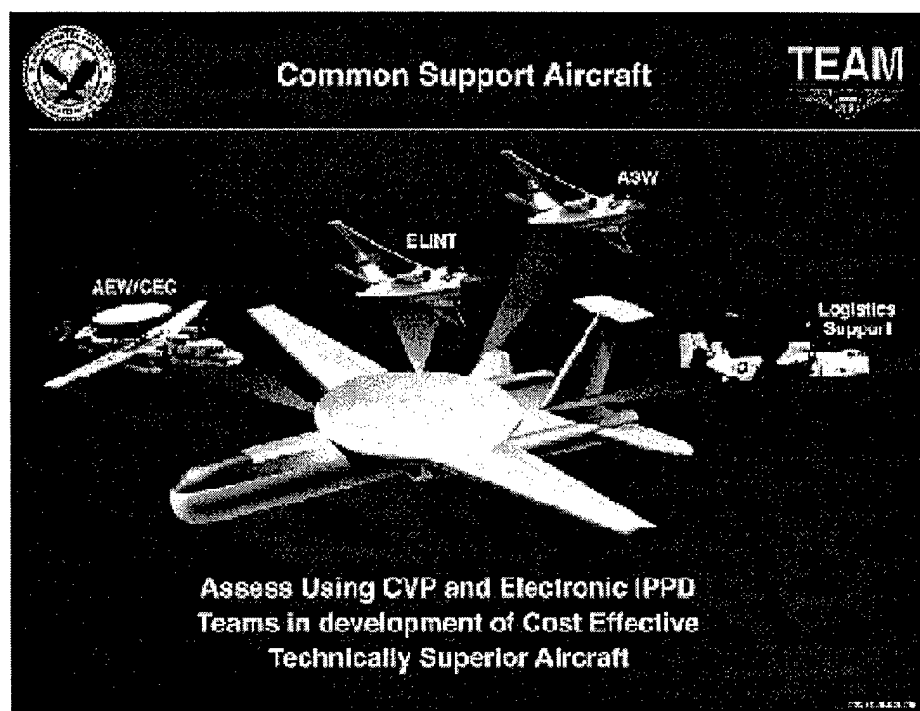 Common Support Aircraft
TEAM
ASW
ELINT
AEW/CEC
Logistics
Support
Assess Using CVP and Electronic IPPD
Teams in development of Cost Effective
Technically Superior Aircraft